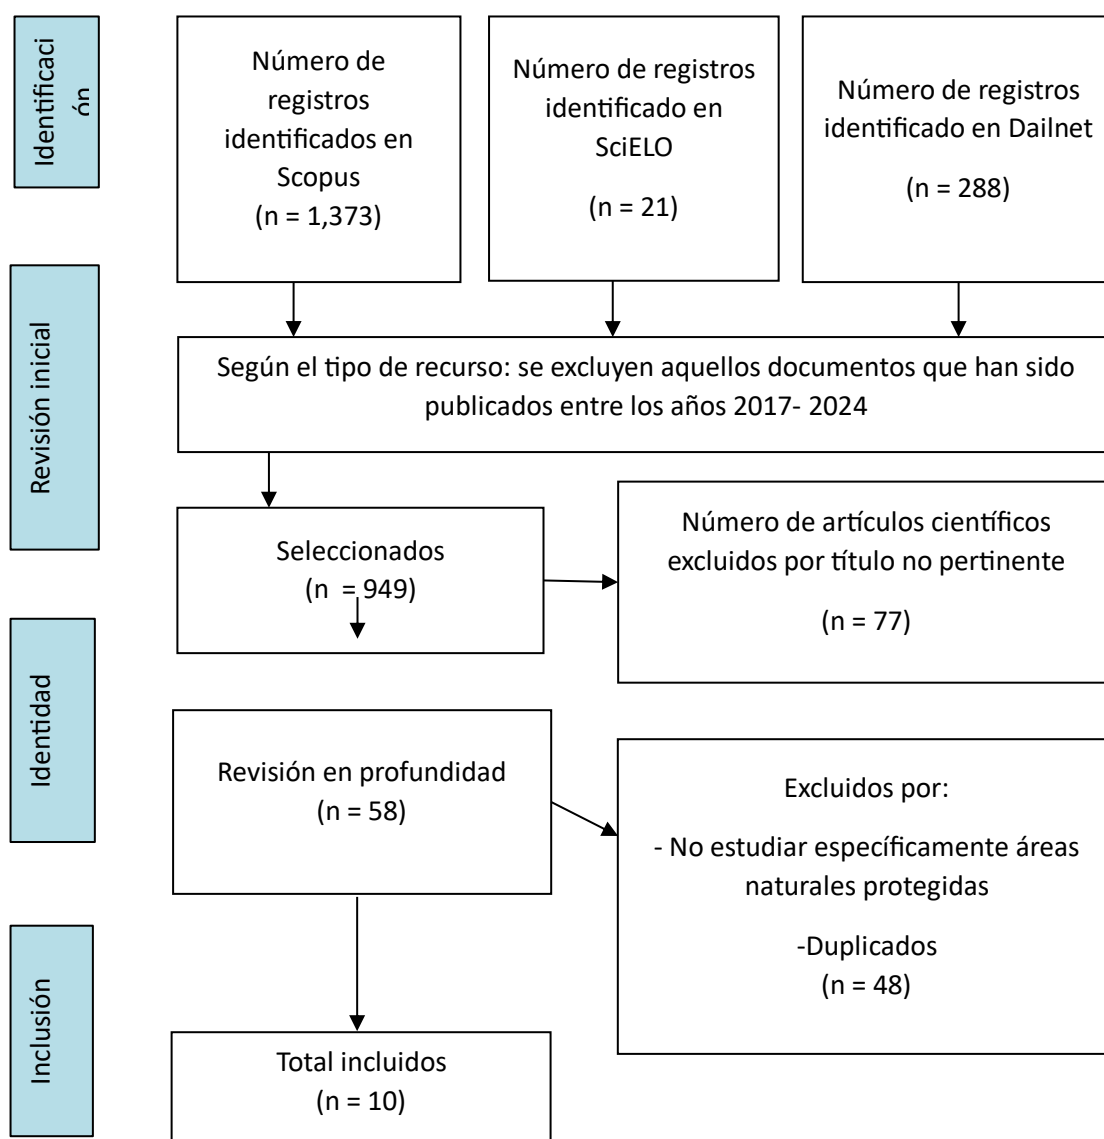 Identificaci
ón
Número de
registros
identificados en
Scopus
(n = 1,373)
Número de registros
identificado en
SciELO
(n = 21)
Número de registros
identificado en Dailnet
(n = 288)
Revisión inicial
Según el tipo de recurso: se excluyen aquellos documentos que han sido
publicados entre los años 2017- 2024
Seleccionados
(n = 949)
Número de artículos científicos
excluidos por título no pertinente
(n = 77)
Identidad
Revisión en profundidad
(n = 58)
Excluidos por:
- No estudiar específicamente áreas
naturales protegidas
-Duplicados
(n = 48)
Inclusión
Total incluidos
(n = 10)